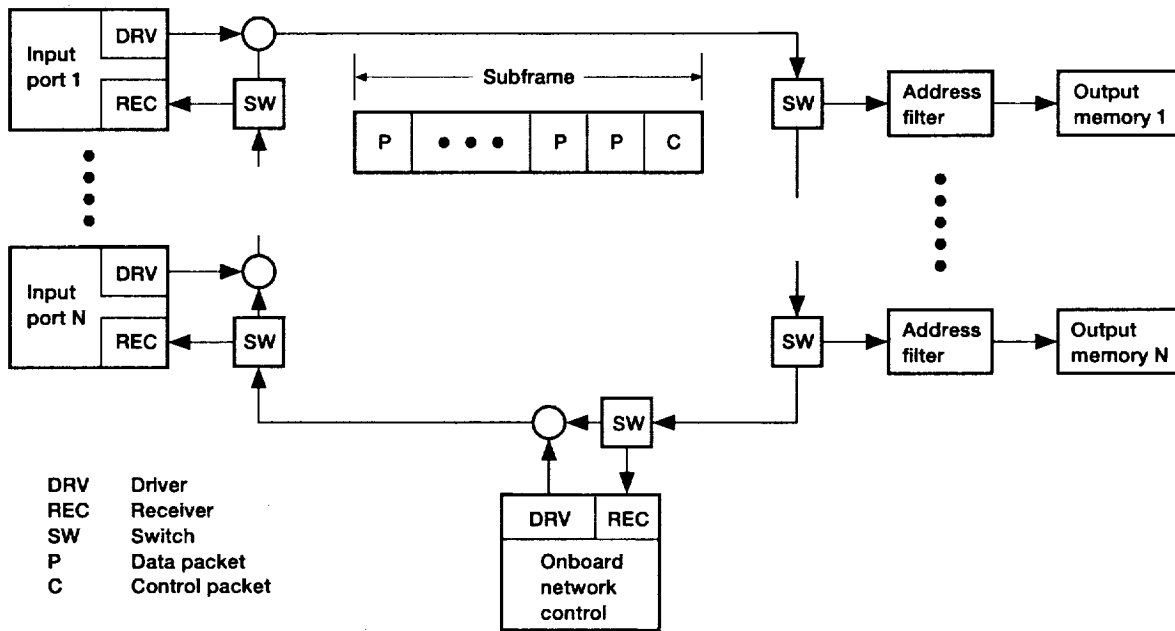 Input
port 1
DRV
REC
SW
Subframe
P
P
P
C
SW
Address
filter
Output
memory 1
Input
port N
DRV
REC
SW
SW
Address
filter
Output
memory N
SW
DRV
REC
Onboard
network
control
DRV Driver
REC Receiver
SW Switch
P Data packet
C Control packet